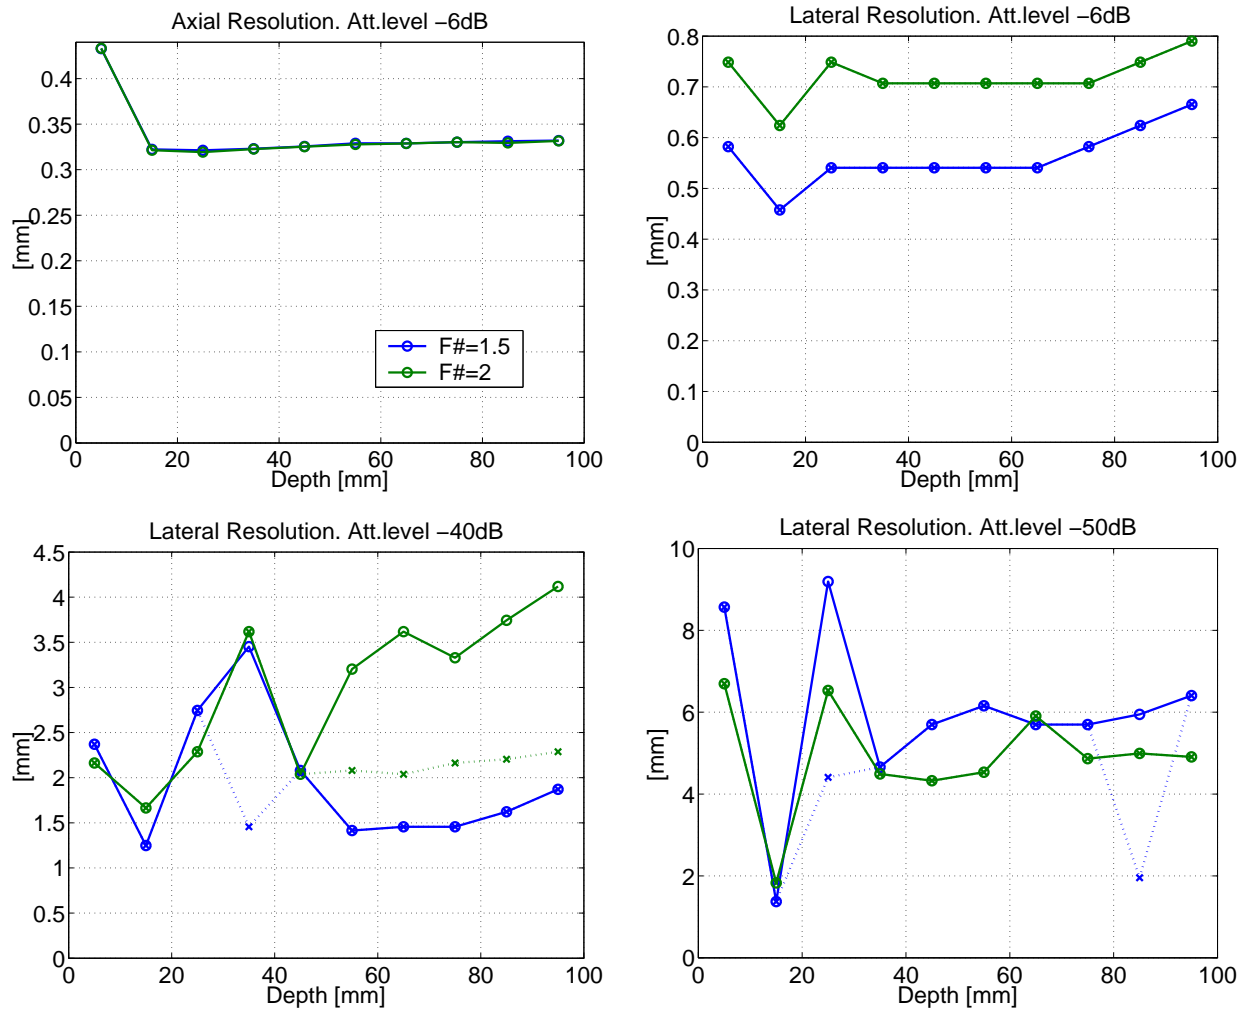 Axial Resolution. Att.level −6dB
0.4
0.35
0.3
0.25
0.2
0.15
0.1
0.05
0
[mm]
F#=1.5
F#=2
0 20 40 60 80 100
Depth [mm]
Lateral Resolution. Att.level −6dB
0.8
0.7
0.6
0.5
0.4
0.3
0.2
0.1
0
[mm]
0 20 40 60 80 100
Depth [mm]
Lateral Resolution. Att.level −40dB
4.5
4
3.5
3
2.5
2
1.5
1
0.5
0
[mm]
0 20 40 60 80 100
Depth [mm]
Lateral Resolution. Att.level −50dB
10
8
6
4
2
0
[mm]
0 20 40 60 80 100
Depth [mm]